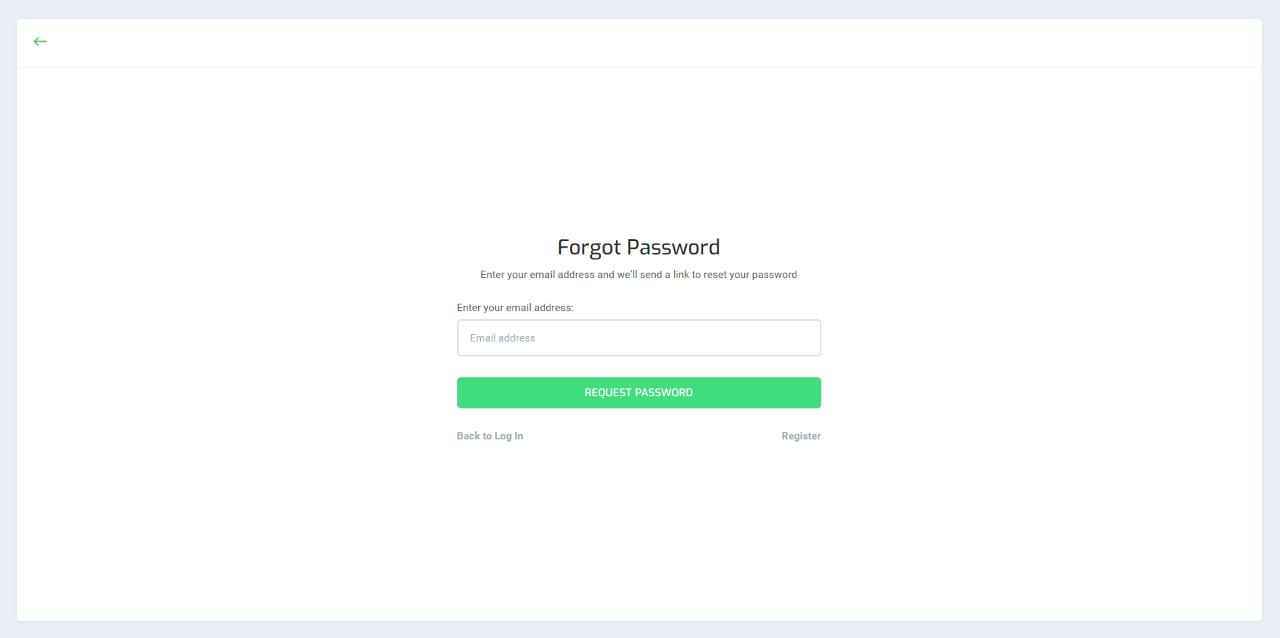 Forgot Password
Enter your email address and we'll send a link to reset your password
Enter your email address:
Email address
REQUEST PASSWORD
Back to Log In
Register